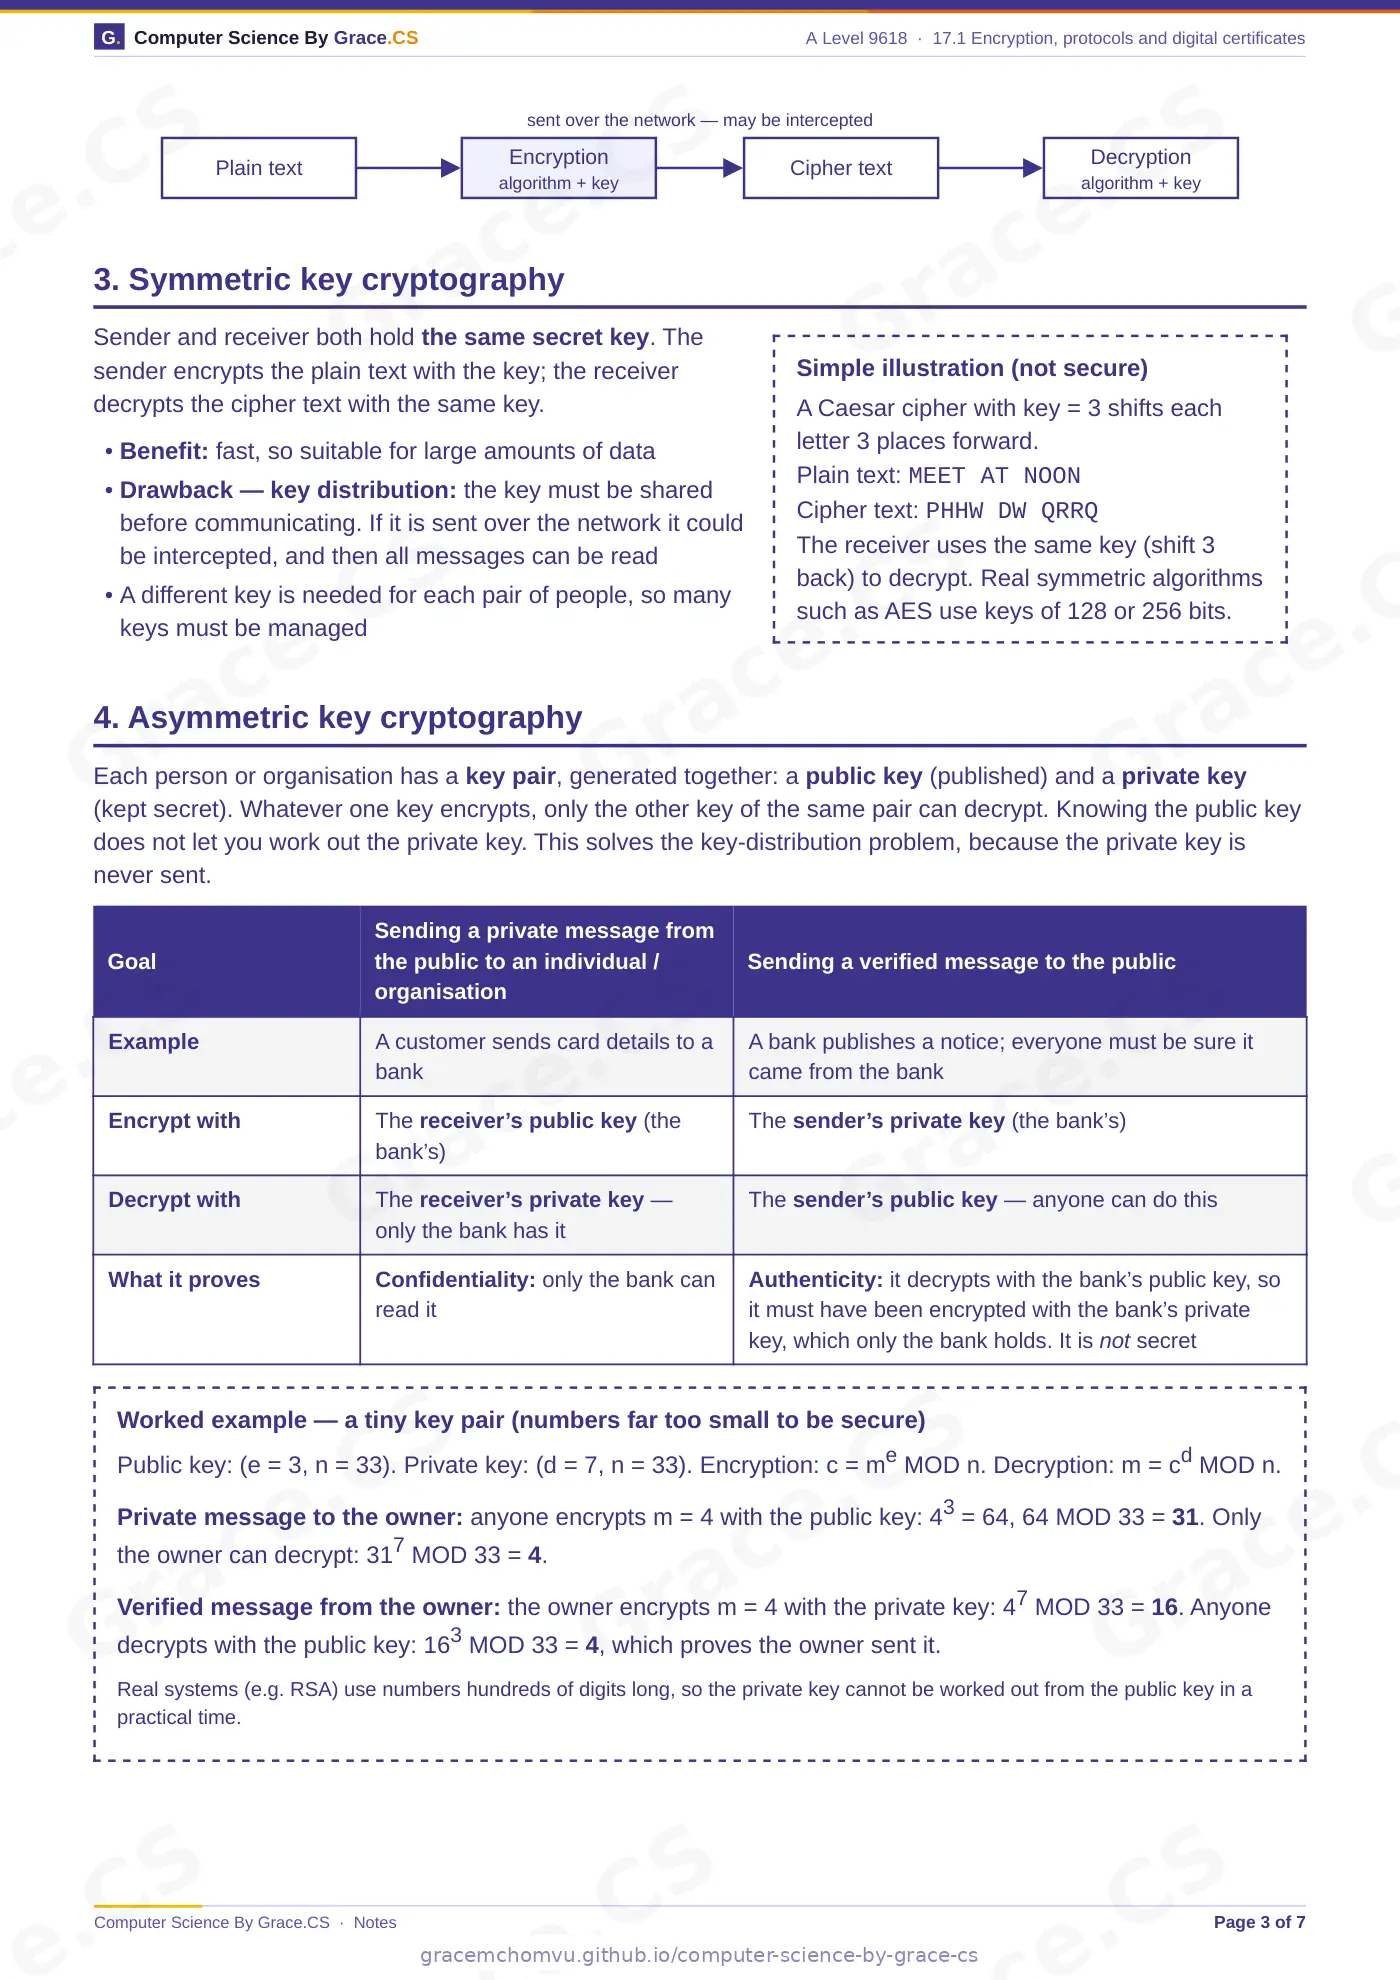 G. Computer Science By Grace.CS
A Level 9618 · 17.1 Encryption, protocols and digital certificates
sent over the network — may be intercepted
Plain text
Encryption
algorithm + key
Cipher text
Decryption
algorithm + key
3. Symmetric key cryptography
Sender and receiver both hold the same secret key. The
sender encrypts the plain text with the key; the receiver
decrypts the cipher text with the same key.
• Benefit: fast, so suitable for large amounts of data
• Drawback — key distribution: the key must be shared
before communicating. If it is sent over the network it could
be intercepted, and then all messages can be read
• A different key is needed for each pair of people, so many
keys must be managed
Simple illustration (not secure)
A Caesar cipher with key = 3 shifts each
letter 3 places forward.
Plain text: MEET AT NOON
Cipher text: PHHW DW QRRQ
The receiver uses the same key (shift 3
back) to decrypt. Real symmetric algorithms
such as AES use keys of 128 or 256 bits.
4. Asymmetric key cryptography
Each person or organisation has a key pair, generated together: a public key (published) and a private key
(kept secret). Whatever one key encrypts, only the other key of the same pair can decrypt. Knowing the public key
does not let you work out the private key. This solves the key-distribution problem, because the private key is
never sent.
Goal
Sending a private message from
the public to an individual /
organisation
Sending a verified message to the public
Example
A customer sends card details to a
bank
A bank publishes a notice; everyone must be sure it
came from the bank
Encrypt with
The receiver’s public key (the
bank’s)
The sender’s private key (the bank’s)
Decrypt with
The receiver’s private key —
only the bank has it
The sender’s public key — anyone can do this
What it proves
Confidentiality: only the bank can
read it
Authenticity: it decrypts with the bank’s public key, so
it must have been encrypted with the bank’s private
key, which only the bank holds. It is not secret
Worked example — a tiny key pair (numbers far too small to be secure)
Public key: (e = 3, n = 33). Private key: (d = 7, n = 33). Encryption: c = m^e MOD n. Decryption: m = c^d MOD n.
Private message to the owner: anyone encrypts m = 4 with the public key: 4^3 = 64, 64 MOD 33 = 31. Only
the owner can decrypt: 31^7 MOD 33 = 4.
Verified message from the owner: the owner encrypts m = 4 with the private key: 4^7 MOD 33 = 16. Anyone
decrypts with the public key: 16^3 MOD 33 = 4, which proves the owner sent it.
Real systems (e.g. RSA) use numbers hundreds of digits long, so the private key cannot be worked out from the public key in a
practical time.
Computer Science By Grace.CS · Notes
Page 3 of 7
gracemchomvu.github.io/computer-science-by-grace-cs